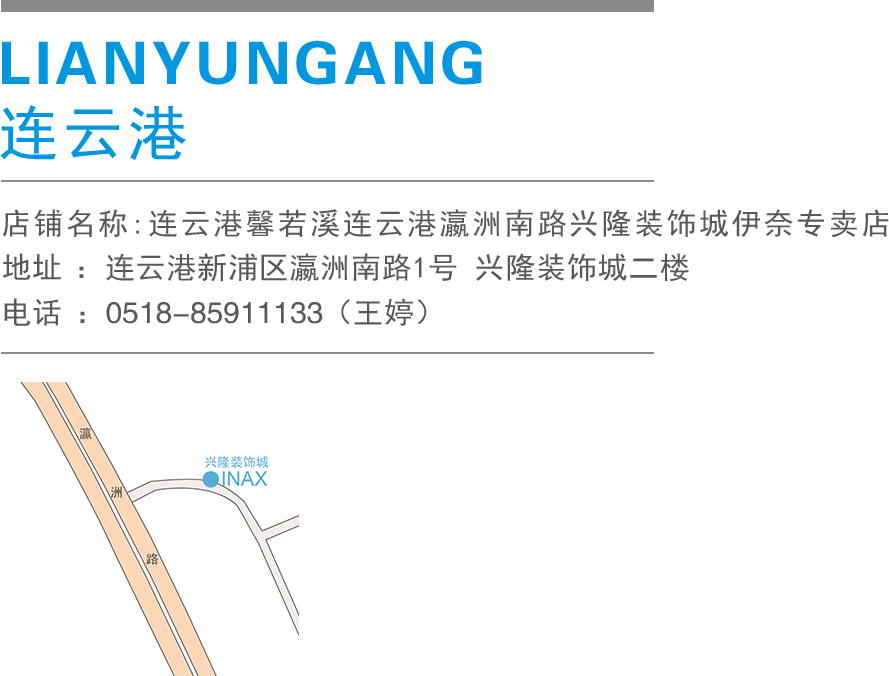 LIANYUNGANG
连云港
店铺名称:连云港馨若溪连云港瀛洲南路兴隆装饰城伊奈专卖店
地址 : 连云港新浦区瀛洲南路1号 兴隆装饰城二楼
电话 : 0518-85911133（王婷）
瀛
兴隆装饰城
INAX
洲
路